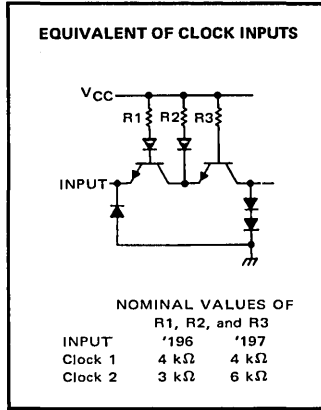 EQUIVALENT OF CLOCK INPUTS
VCC
R1 R2 R3
INPUT
NOMINAL VALUES OF
R1, R2, and R3
INPUT '196 '197
Clock 1 4 kΩ 4 kΩ
Clock 2 3 kΩ 6 kΩ